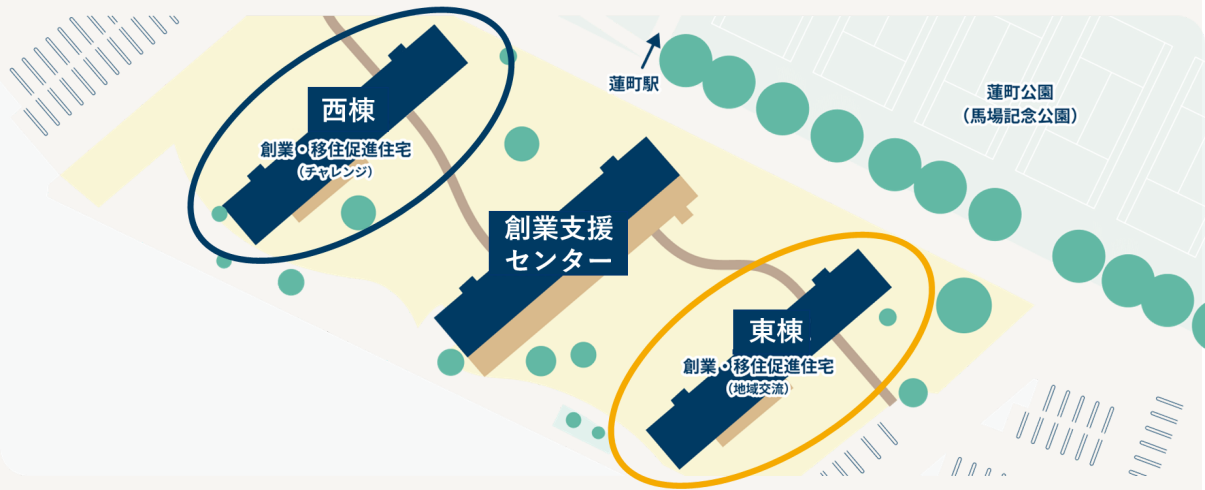 西棟
創業・移住促進住宅
(チャレンジ)
蓮町駅
蓮町公園
(馬場記念公園)
創業支援
センター
東棟
創業・移住促進住宅
(地域交流)